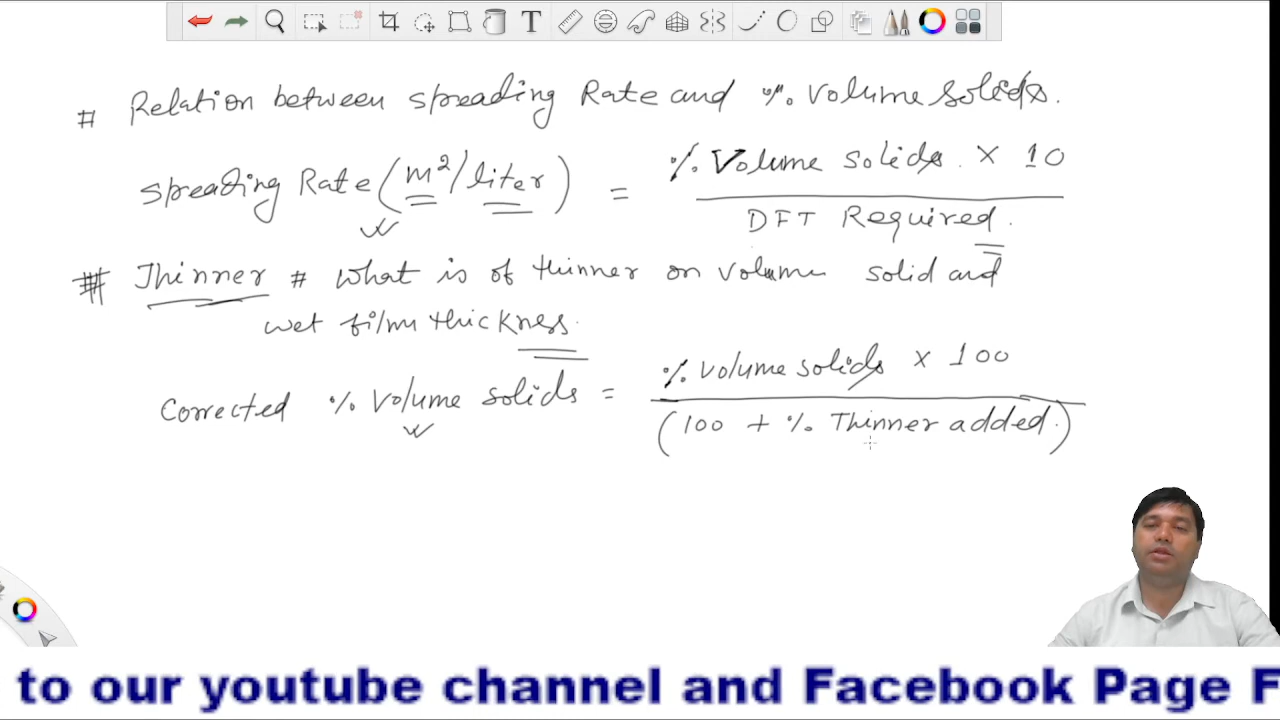 # Relation between spreading Rate and % volume solids.
spreading Rate (m²/liter) = % Volume solids. × 10
DFT Required.
# Thinner # what is of thinner on volume solid and
wet film thickness.
Corrected % Volume solids = % volume solids × 100
(100 + % Thinner added.)
to our youtube channel and Facebook Page F